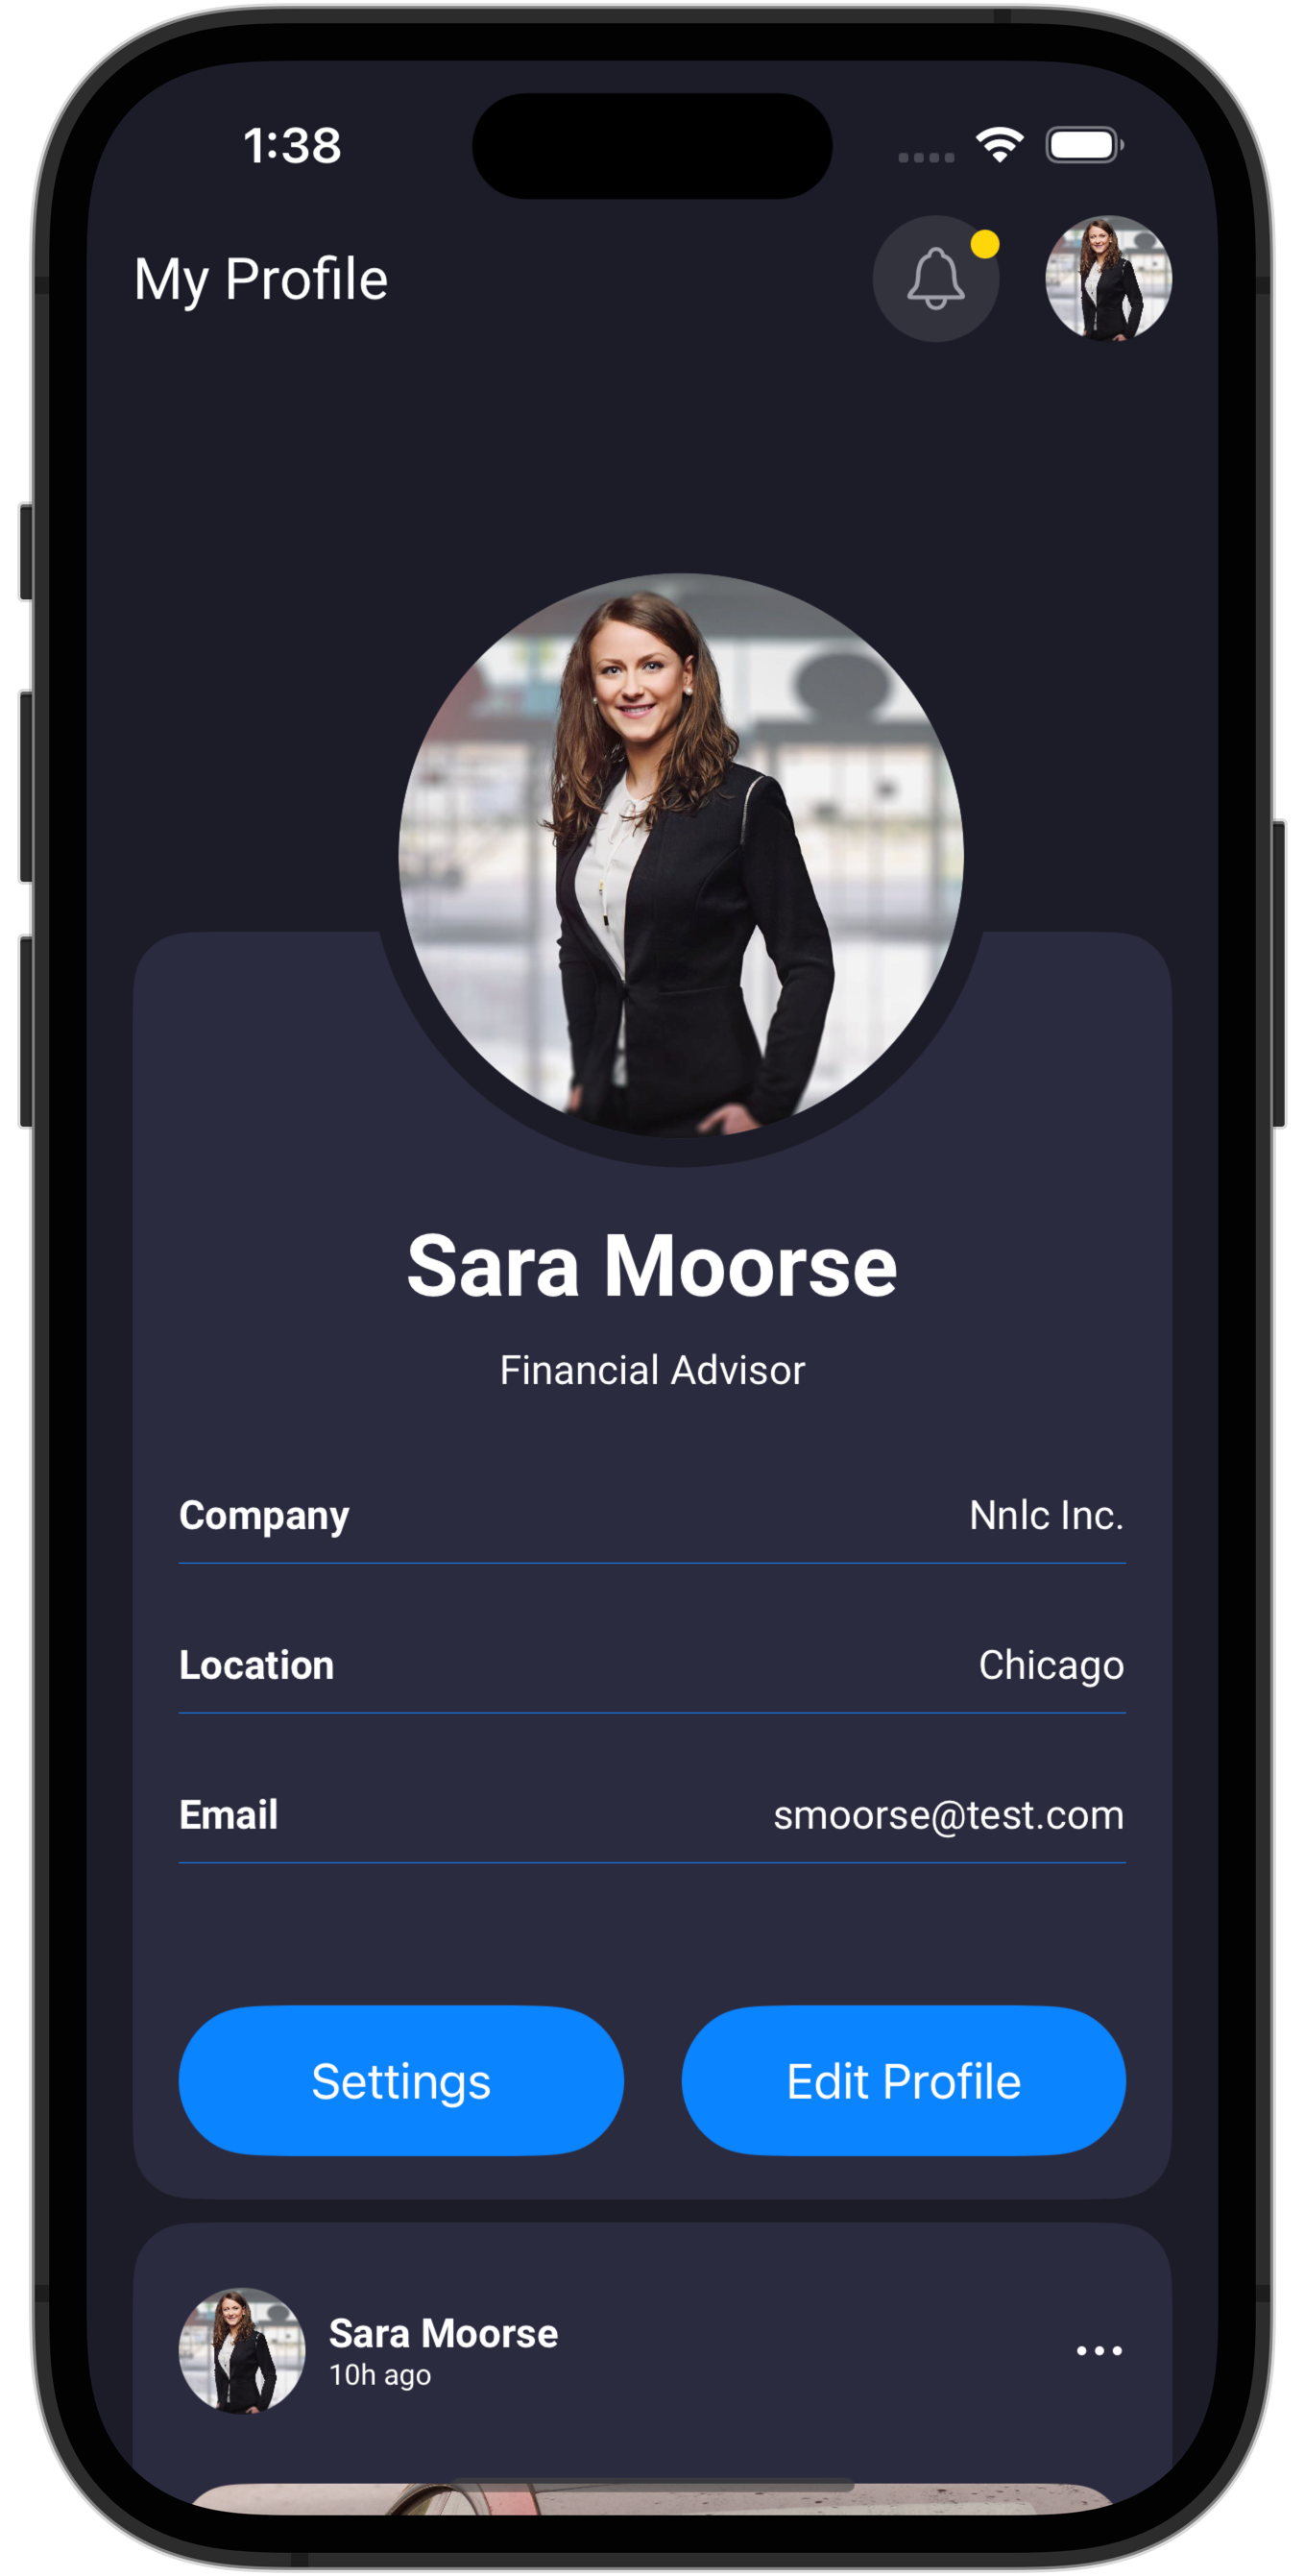 1:38
My Profile
Sara Moorse
Financial Advisor
Company Nnlc Inc.
Location Chicago
Email smoorse@test.com
Settings Edit Profile
Sara Moorse
10h ago